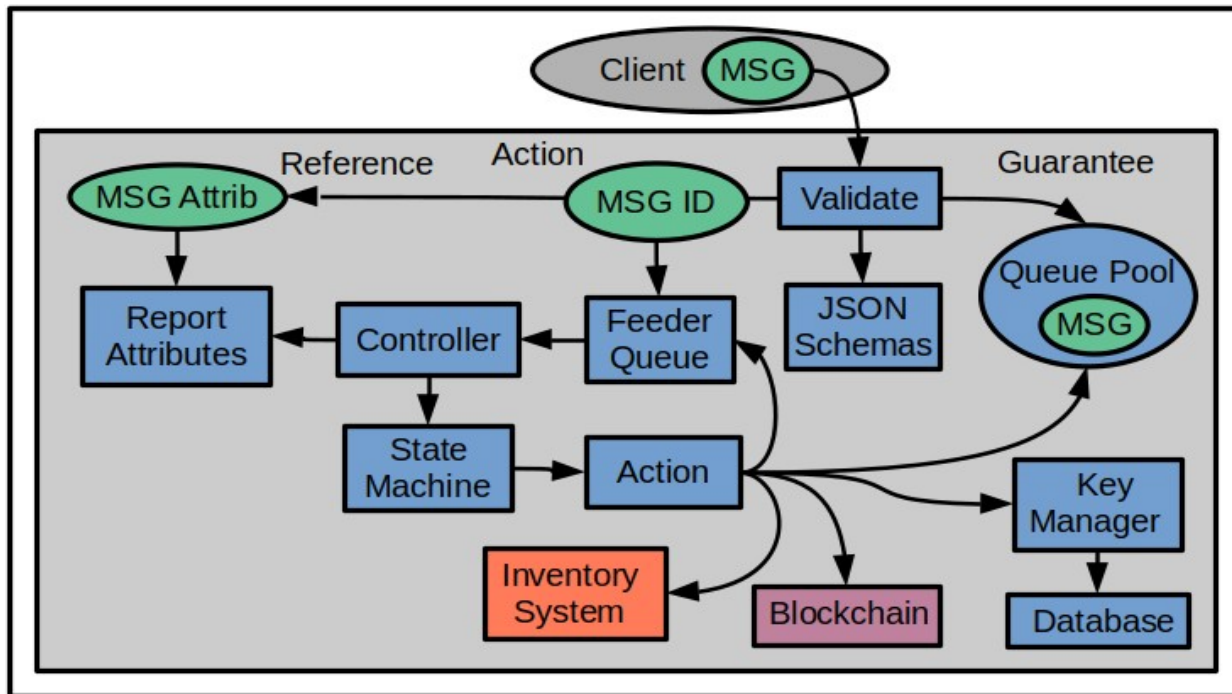 Client MSG
Reference
Action
Guarantee
MSG Attrib
MSG ID
Validate
Queue Pool
MSG
Report
Attributes
Controller
Feeder
Queue
JSON
Schemas
State
Machine
Action
Key
Manager
Inventory
System
Blockchain
Database